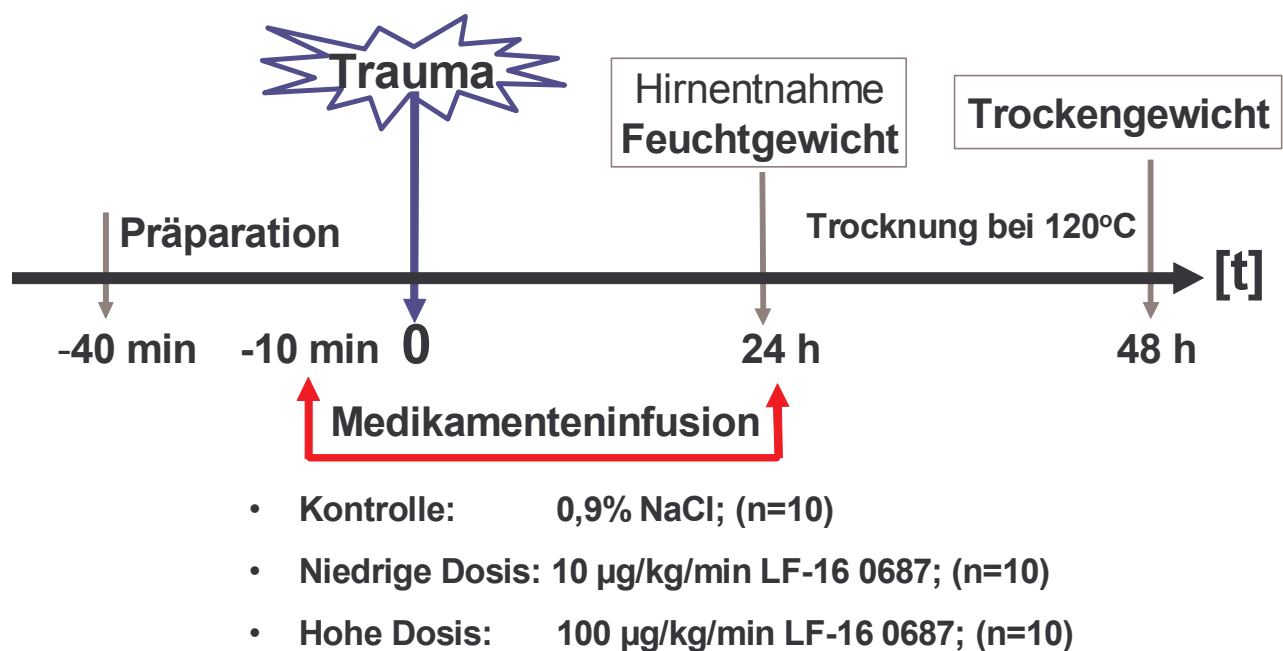 Trauma
Hirnentnahme
Feuchtgewicht
Trockengewicht
Präparation
Trocknung bei 120°C
[t]
-40 min -10 min 0 24 h 48 h
Medikamenteninfusion
• Kontrolle: 0,9% NaCl; (n=10)
• Niedrige Dosis: 10 µg/kg/min LF-16 0687; (n=10)
• Hohe Dosis: 100 µg/kg/min LF-16 0687; (n=10)